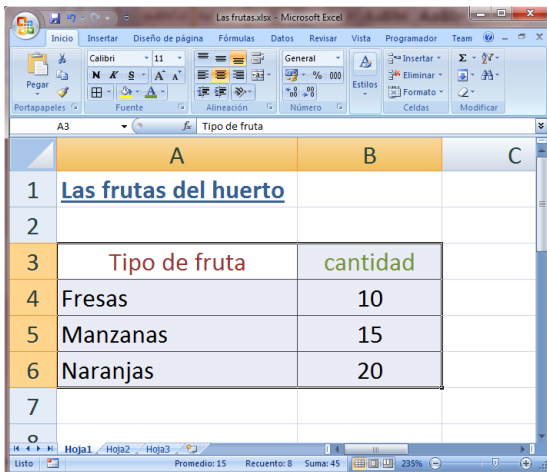 Las frutas.xlsx - Microsoft Excel
Inicio Insertar Diseño de página Fórmulas Datos Revisar Vista Programador Team
Calibri 11 General Insertar Σ
Pegar N K S A A % 000 Estilos Eliminar
A Formato
Portapapeles Fuente Alineación Número Celdas Modificar
A3 fx Tipo de fruta
A B C
1 Las frutas del huerto
2
3 Tipo de fruta cantidad
4 Fresas 10
5 Manzanas 15
6 Naranjas 20
7
8
Hoja1 Hoja2 Hoja3
Listo Promedio: 15 Recuento: 8 Suma: 45 235%